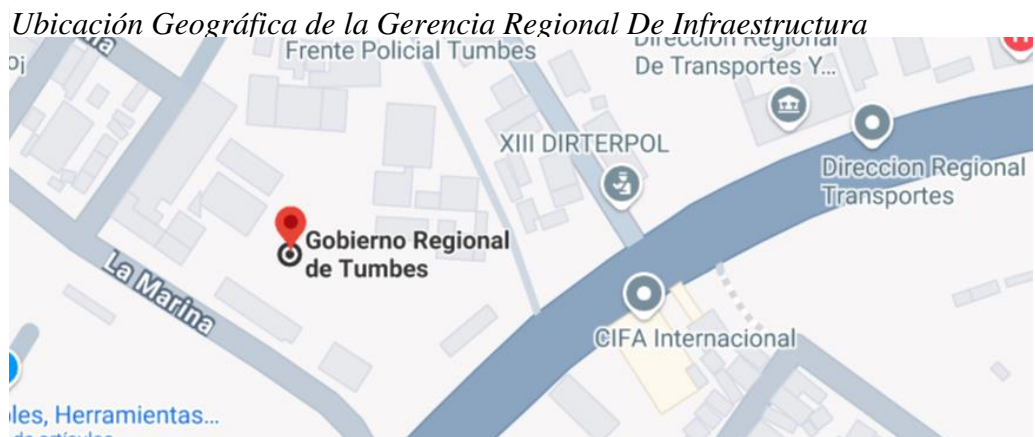 Ubicación Geográfica de la Gerencia Regional De Infraestructura
Frente Policial Tumbes
Direccion Regional
De Transportes Y...
XIII DIRTERPOL
Direccion Regional
Transportes
Gobierno Regional
de Tumbes
La Marina
CIFA Internacional
les, Herramientas...